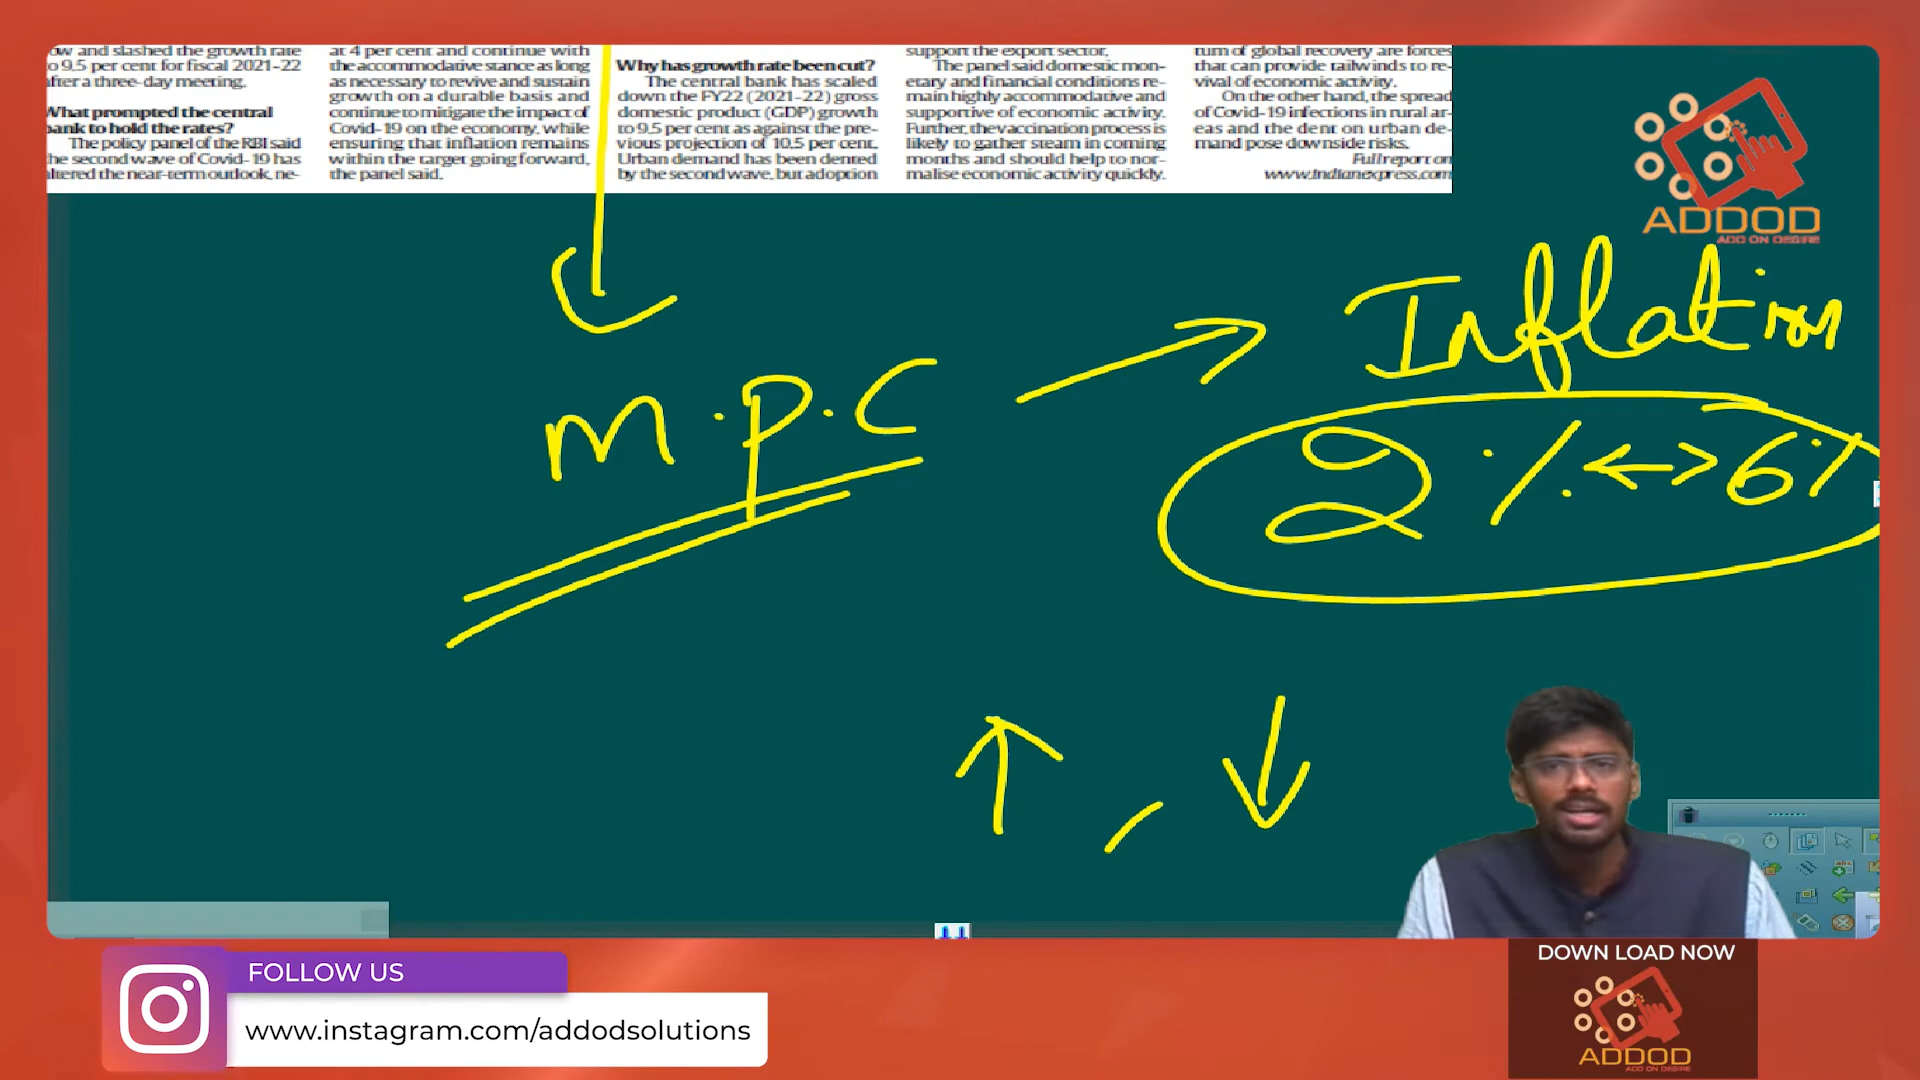 and slashed the growth rate
o 9.5 per cent for fiscal 2021-22
after a three-day meeting.
What prompted the central
bank to hold the rates?
The policy panel of the RBI said
the second wave of Covid-19 has
altered the near-term outlook, ne-
at 4 per cent and continue with
the accommodative stance as long
as necessary to revive and sustain
growth on a durable basis and
continue to mitigate the impact of
Covid-19 on the economy, while
ensuring that inflation remains
within the target going forward,
the panel said.
Why has growth rate been cut?
The central bank has scaled
down the FY22 (2021-22) gross
domestic product (GDP) growth
to 9.5 per cent as against the pre-
vious projection of 10.5 per cent.
Urban demand has been dented
by the second wave, but adoption
support the export sector.
The panel said domestic mon-
etary and financial conditions re-
main highly accommodative and
supportive of economic activity.
Further, the vaccination process is
likely to gather steam in coming
months and should help to nor-
malise economic activity quickly.
tum of global recovery are forces
that can provide tailwinds to re-
vival of economic activity.
On the other hand, the spread
of Covid-19 infections in rural ar-
eas and the dent on urban de-
mand pose downside risks.
Full report on
www.indianexpress.com
ADDOD
ADD ON DESIRE
Inflation
M.P.C
2% ↔ 6%
FOLLOW US
www.instagram.com/addodsolutions
DOWN LOAD NOW
ADDOD
ADD ON DESIRE